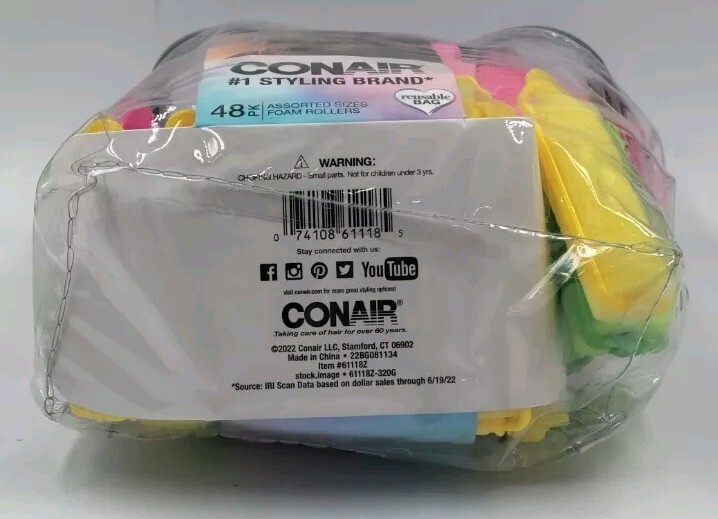 CONAIR
#1 STYLING BRAND*
48 PK ASSORTED SIZES
FOAM ROLLERS
reusable
BAG
WARNING:
CHOKING HAZARD - Small parts. Not for children under 3 yrs.
0 74108 61118 5
Stay connected with us:
YouTube
visit conair.com for more great styling options!
CONAIR®
Taking care of hair for over 60 years.
©2022 Conair LLC, Stamford, CT 06902
Made in China • 22BG081134
Item #61118Z
stock.image • 61118Z-320G
*Source: IRI Scan Data based on dollar sales through 6/19/22